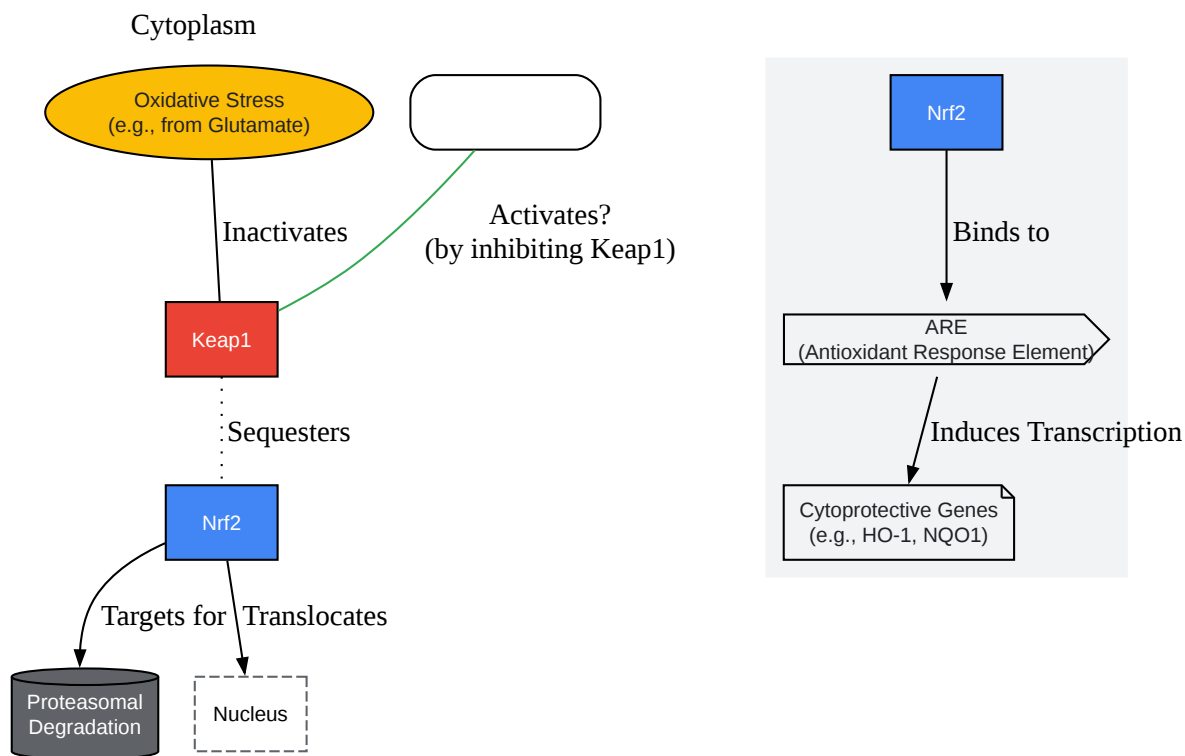 Cytoplasm
Oxidative Stress
(e.g., from Glutamate)
Inactivates
Activates?
(by inhibiting Keap1)
Keap1
Sequesters
Nrf2
Targets for
Translocates
Proteasomal
Degradation
Nucleus
Nrf2
Binds to
ARE
(Antioxidant Response Element)
Induces Transcription
Cytoprotective Genes
(e.g., HO-1, NQO1)